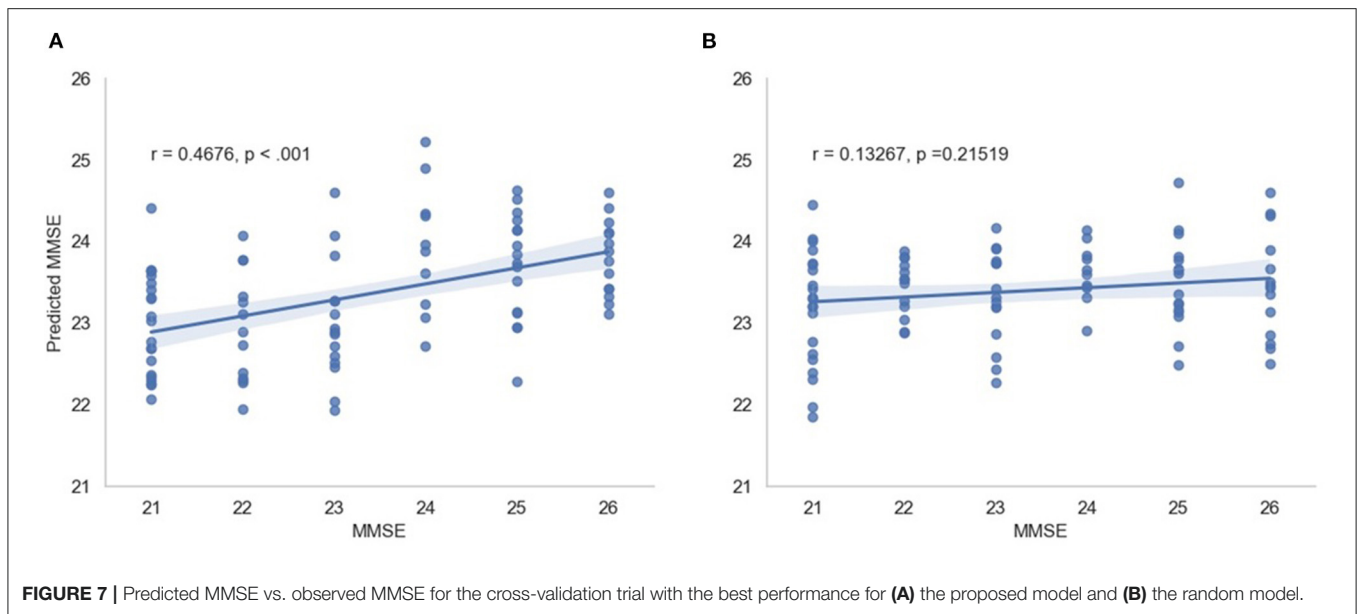 A
B
26
25
24
23
22
21
Predicted MMSE
r = 0.4676, p < .001
21 22 23 24 25 26
MMSE
26
25
24
23
22
21
r = 0.13267, p =0.21519
21 22 23 24 25 26
MMSE
FIGURE 7 | Predicted MMSE vs. observed MMSE for the cross-validation trial with the best performance for (A) the proposed model and (B) the random model.